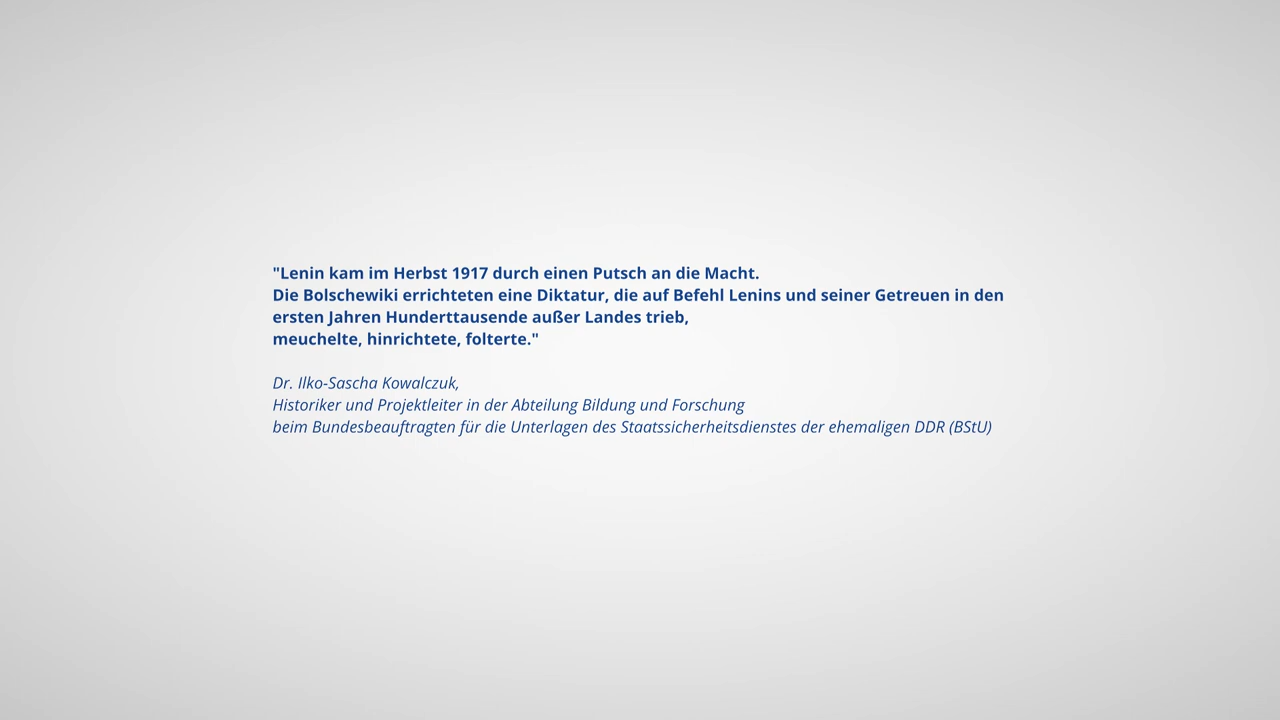 "Lenin kam im Herbst 1917 durch einen Putsch an die Macht.
Die Bolschewiki errichteten eine Diktatur, die auf Befehl Lenins und seiner Getreuen in den
ersten Jahren Hunderttausende außer Landes trieb,
meuchelte, hinrichtete, folterte."
Dr. Ilko-Sascha Kowalczuk,
Historiker und Projektleiter in der Abteilung Bildung und Forschung
beim Bundesbeauftragten für die Unterlagen des Staatssicherheitsdienstes der ehemaligen DDR (BStU)